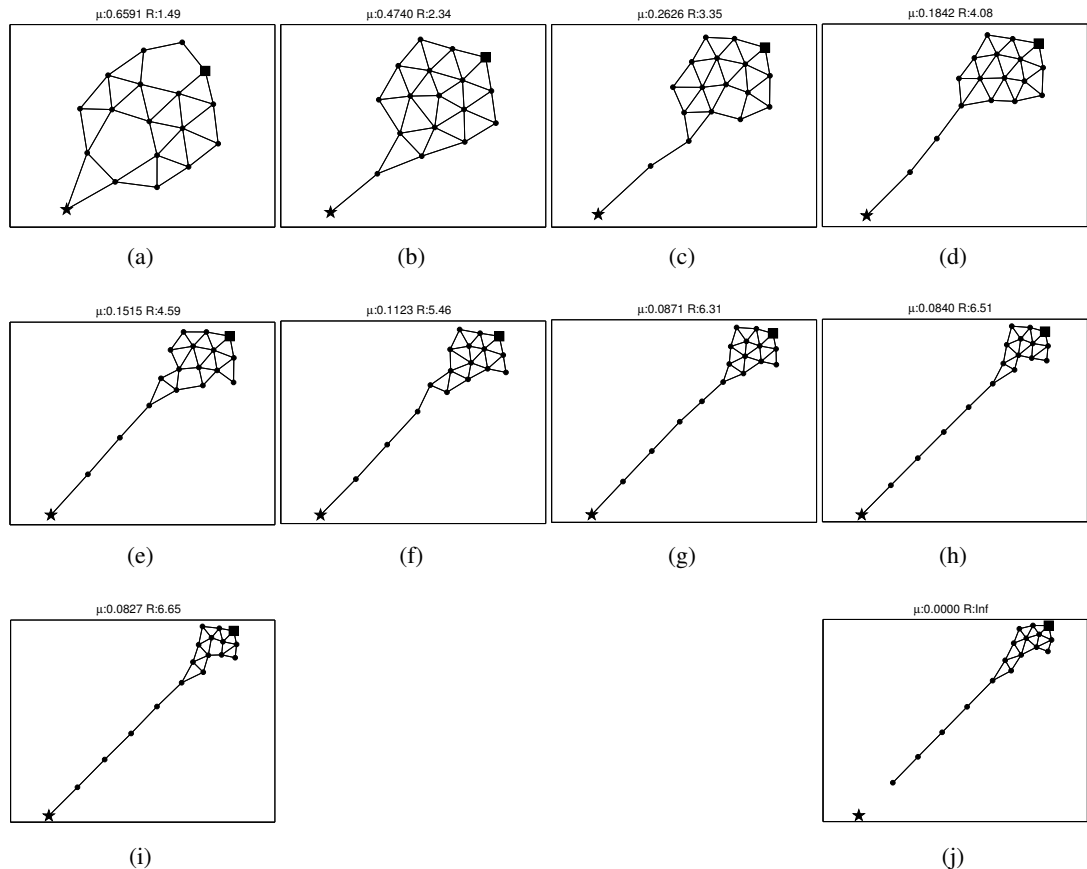 μ:0.6591 R:1.49
μ:0.4740 R:2.34
μ:0.2626 R:3.35
μ:0.1842 R:4.08
(a)
(b)
(c)
(d)
μ:0.1515 R:4.59
μ:0.1123 R:5.46
μ:0.0871 R:6.31
μ:0.0840 R:6.51
(e)
(f)
(g)
(h)
μ:0.0827 R:6.65
μ:0.0000 R:Inf
(i)
(j)